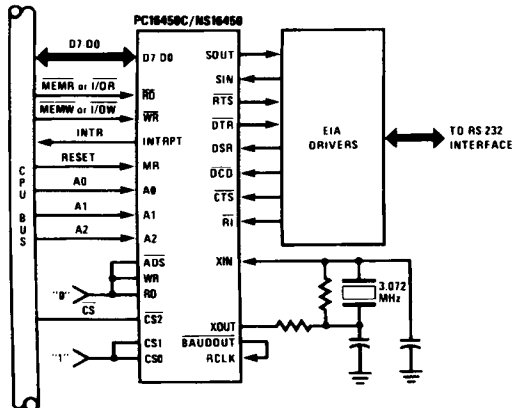 PC16450C/NS16450
D7 D0
D7 D0
SOUT
SIN
MEMR or I/OR
RD
RTS
MEMW or I/OW
WR
DTR
EIA
DRIVERS
TO RS 232
INTERFACE
INTR
INTRPT
DSR
RESET
MR
DCD
A0
A0
CTS
A1
A1
RI
A2
A2
CPU BUS
ADS
XIN
WR
"0"
RD
3.072
MHz
CS
CS2
XOUT
CS1
BAUDOUT
"1"
CS0
RCLK